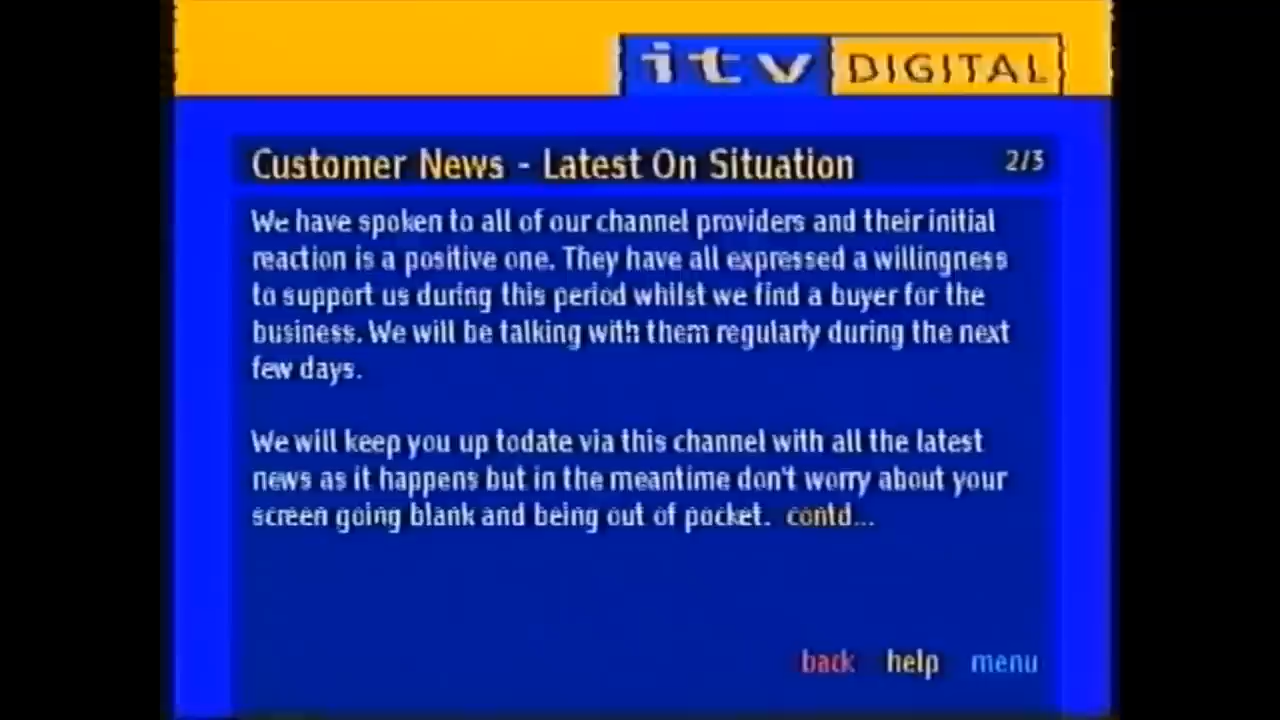 itv DIGITAL
Customer News - Latest On Situation 2/3
We have spoken to all of our channel providers and their initial
reaction is a positive one. They have all expressed a willingness
to support us during this period whilst we find a buyer for the
business. We will be talking with them regularly during the next
few days.
We will keep you up todate via this channel with all the latest
news as it happens but in the meantime don't worry about your
screen going blank and being out of pocket. contd...
back help menu